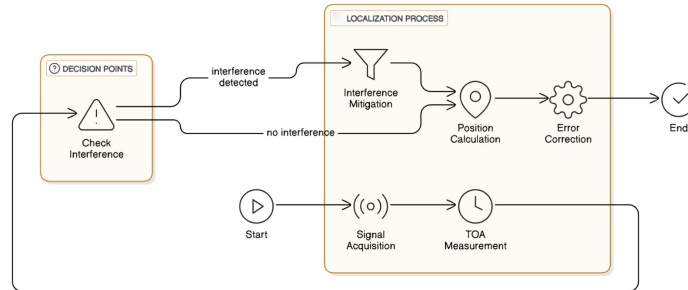 LOCALIZATION PROCESS
? DECISION POINTS
interference
detected
Interference
Mitigation
no interference
Check
Interference
Position
Calculation
Error
Correction
End
Start
Signal
Acquisition
TOA
Measurement